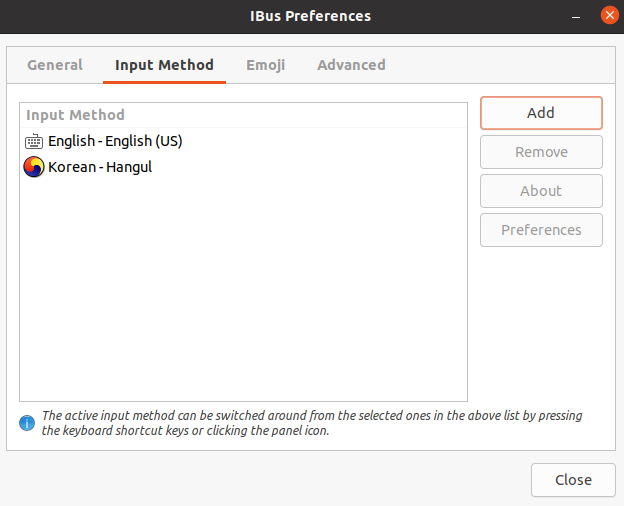 IBus Preferences
General Input Method Emoji Advanced
Input Method
English - English (US)
Korean - Hangul
Add
Remove
About
Preferences
The active input method can be switched around from the selected ones in the above list by pressing
the keyboard shortcut keys or clicking the panel icon.
Close